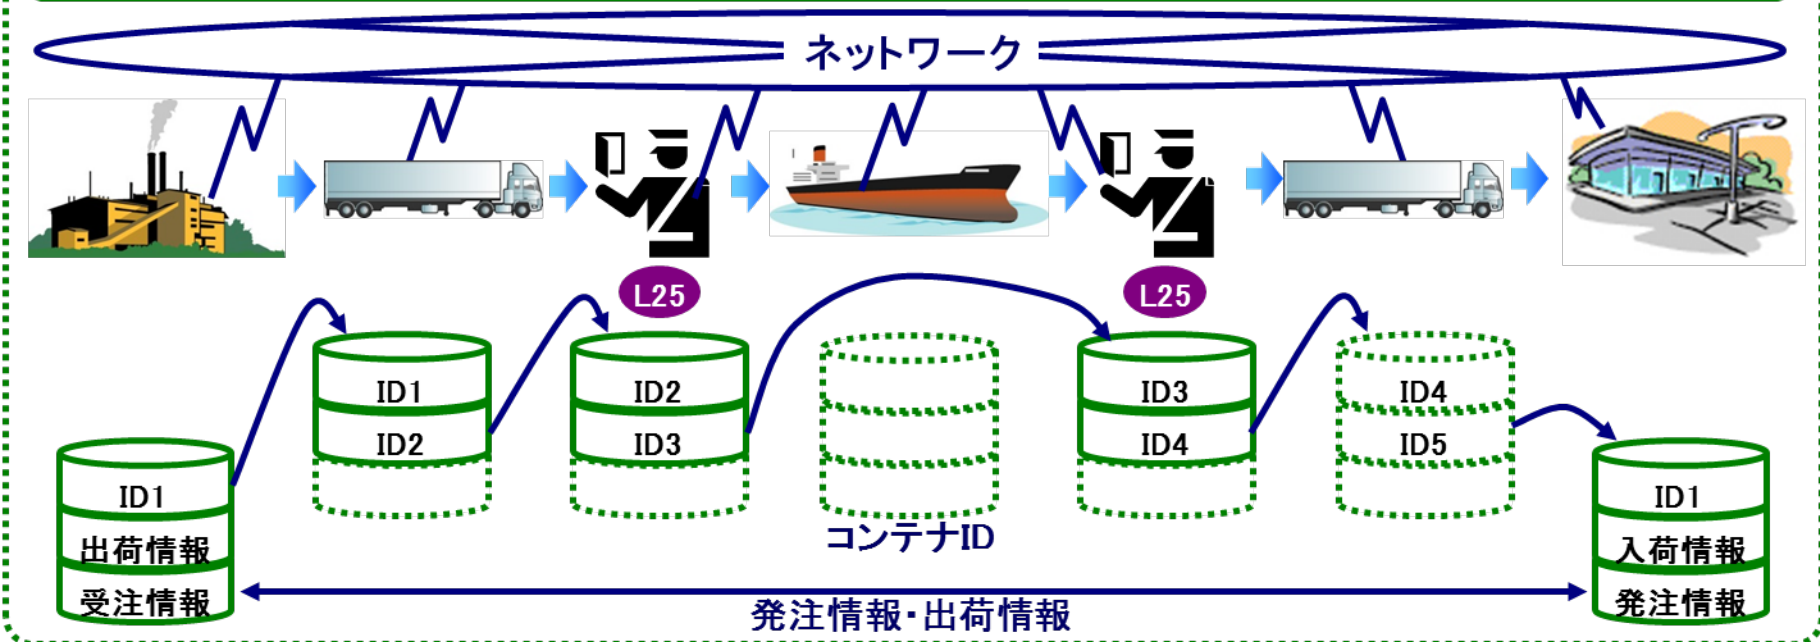 ネットワーク
L25
L25
ID1
ID2
ID2
ID3
ID3
ID4
ID4
ID5
ID1
出荷情報
受注情報
コンテナID
ID1
入荷情報
発注情報
発注情報・出荷情報